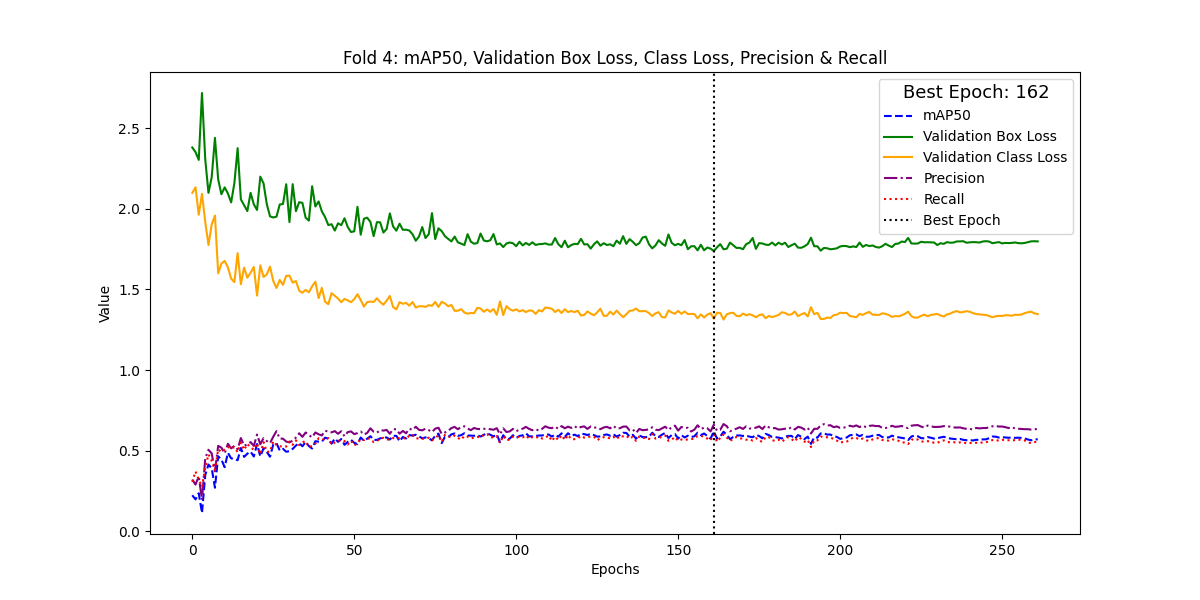 Fold 4: mAP50, Validation Box Loss, Class Loss, Precision & Recall
Best Epoch: 162
mAP50
Validation Box Loss
Validation Class Loss
Precision
Recall
Best Epoch
Value
2.5
2.0
1.5
1.0
0.5
0.0
0
50
100
150
200
250
Epochs